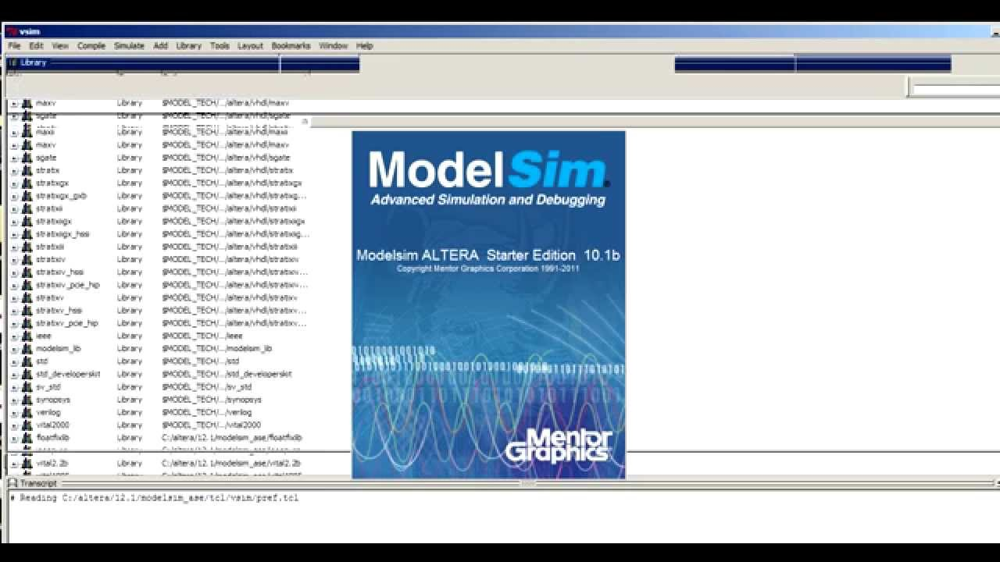 vsim
File Edit View Compile Simulate Add Library Tools Layout Bookmarks Window Help
Library
maxv Library $MODEL_TECH/../altera/vhdl/maxv
sgate Library $MODEL_TECH/../altera/vhdl/sgate
maxii Library $MODEL_TECH/../altera/vhdl/maxii
maxv Library $MODEL_TECH/../altera/vhdl/maxv
sgate Library $MODEL_TECH/../altera/vhdl/sgate
stratix Library $MODEL_TECH/../altera/vhdl/stratix
stratixgx Library $MODEL_TECH/../altera/vhdl/stratixgx
stratixgx_gxb Library $MODEL_TECH/../altera/vhdl/stratixg...
stratixii Library $MODEL_TECH/../altera/vhdl/stratixii
stratixiigx Library $MODEL_TECH/../altera/vhdl/stratixiigx
stratixiigx_hssi Library $MODEL_TECH/../altera/vhdl/stratixiig...
stratixiii Library $MODEL_TECH/../altera/vhdl/stratixiii
stratixiv Library $MODEL_TECH/../altera/vhdl/stratixiv
stratixiv_hssi Library $MODEL_TECH/../altera/vhdl/stratixiv...
stratixiv_pcie_hip Library $MODEL_TECH/../altera/vhdl/stratixiv...
stratixv Library $MODEL_TECH/../altera/vhdl/stratixv
stratixv_hssi Library $MODEL_TECH/../altera/vhdl/stratixv...
stratixv_pcie_hip Library $MODEL_TECH/../altera/vhdl/stratixv...
ieee Library $MODEL_TECH/../ieee
modelsim_lib Library $MODEL_TECH/../modelsim_lib
std Library $MODEL_TECH/../std
std_developerskit Library $MODEL_TECH/../std_developerskit
sv_std Library $MODEL_TECH/../sv_std
synopsys Library $MODEL_TECH/../synopsys
verilog Library $MODEL_TECH/../verilog
vital2000 Library $MODEL_TECH/../vital2000
floatfixlib Library C:/altera/12.1/modelsim_ase/floatfixlib
vital2.2b Library C:/altera/12.1/modelsim_ase/vital2.2b
ModelSim
Advanced Simulation and Debugging
Modelsim ALTERA Starter Edition 10.1b
Copyright Mentor Graphics Corporation 1991-2011
Mentor
Graphics
Transcript
# Reading C:/altera/12.1/modelsim_ase/tcl/vsim/pref.tcl